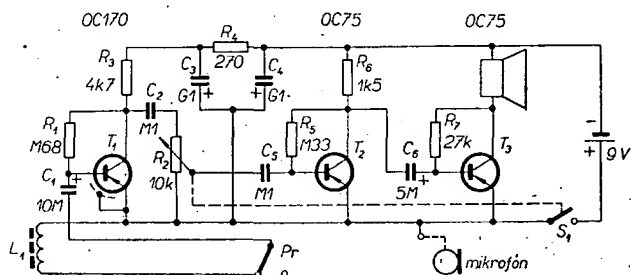 OC170
OC75
OC75
R3
4k7
R4
270
C3
G1
+
C4
G1
+
R6
1k5
C2
M1
R1
M68
T1
R2
10k
C1
+
10M
C5
M1
R5
M33
T2
C6
+
5M
R7
27k
T3
-
+
9V
L1
Pr
mikrofón
S1